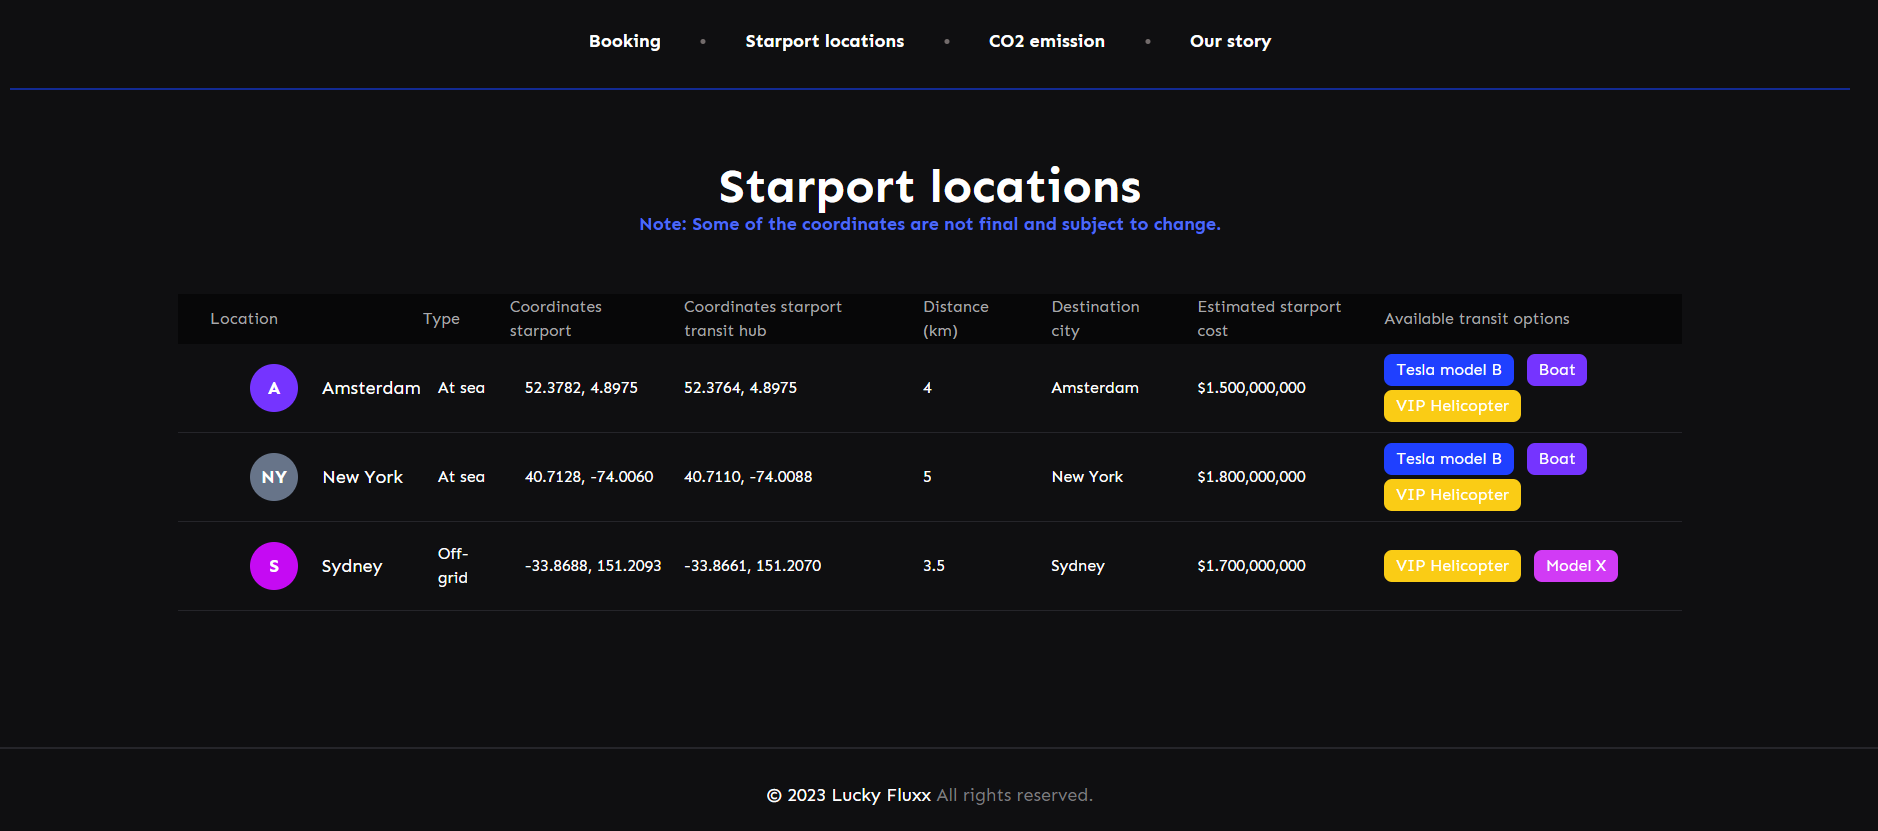 Booking • Starport locations • CO2 emission • Our story
Starport locations
Note: Some of the coordinates are not final and subject to change.
Location Type Coordinates starport Coordinates starport transit hub Distance (km) Destination city Estimated starport cost Available transit options
A Amsterdam At sea 52.3782, 4.8975 52.3764, 4.8975 4 Amsterdam $1.500,000,000 Tesla model B Boat
VIP Helicopter
NY New York At sea 40.7128, -74.0060 40.7110, -74.0088 5 New York $1.800,000,000 Tesla model B Boat
VIP Helicopter
S Sydney Off-grid -33.8688, 151.2093 -33.8661, 151.2070 3.5 Sydney $1.700,000,000 VIP Helicopter Model X
© 2023 Lucky Fluxx All rights reserved.